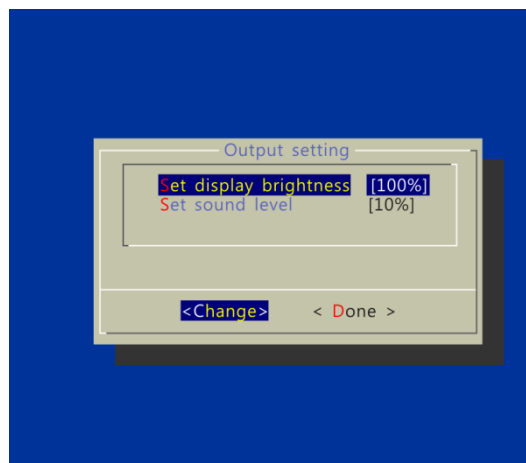 Output setting
Set display brightness [100%]
Set sound level [10%]
<Change> < Done >